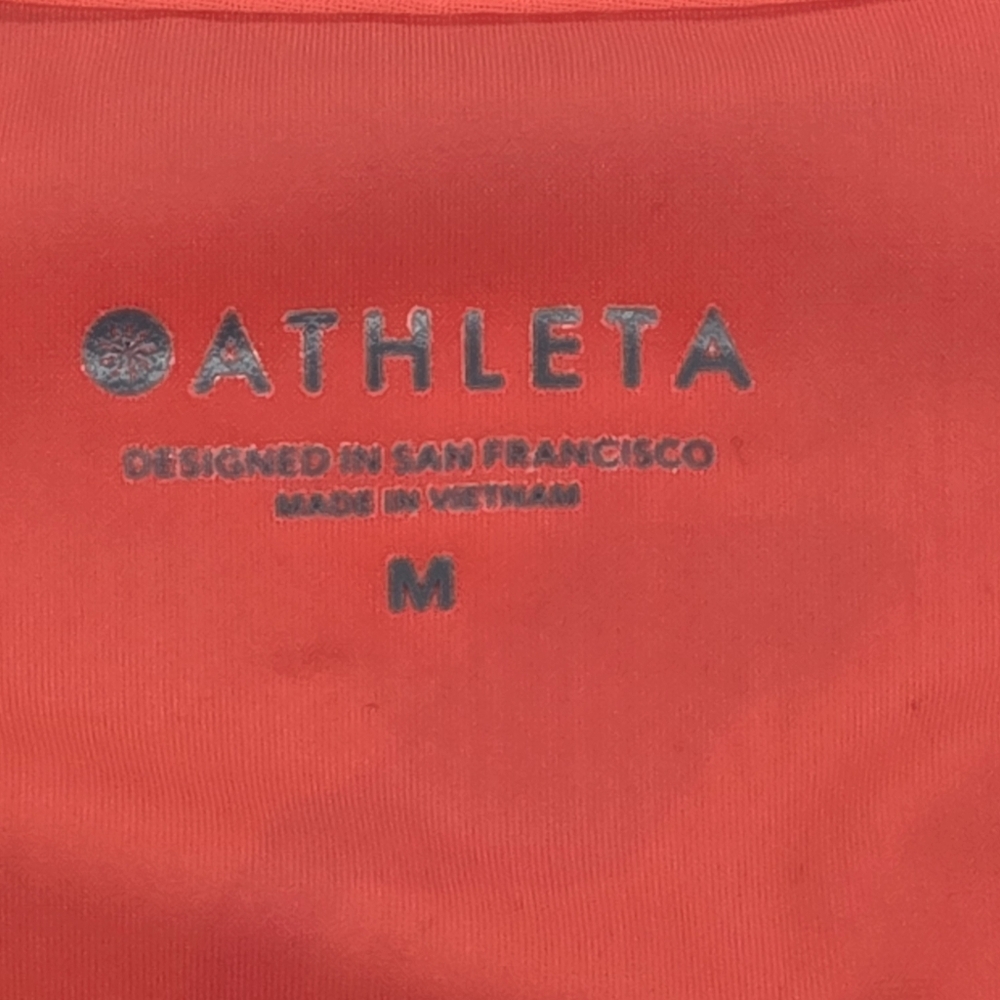 ATHLETA
DESIGNED IN SAN FRANCISCO
MADE IN VIETNAM
M